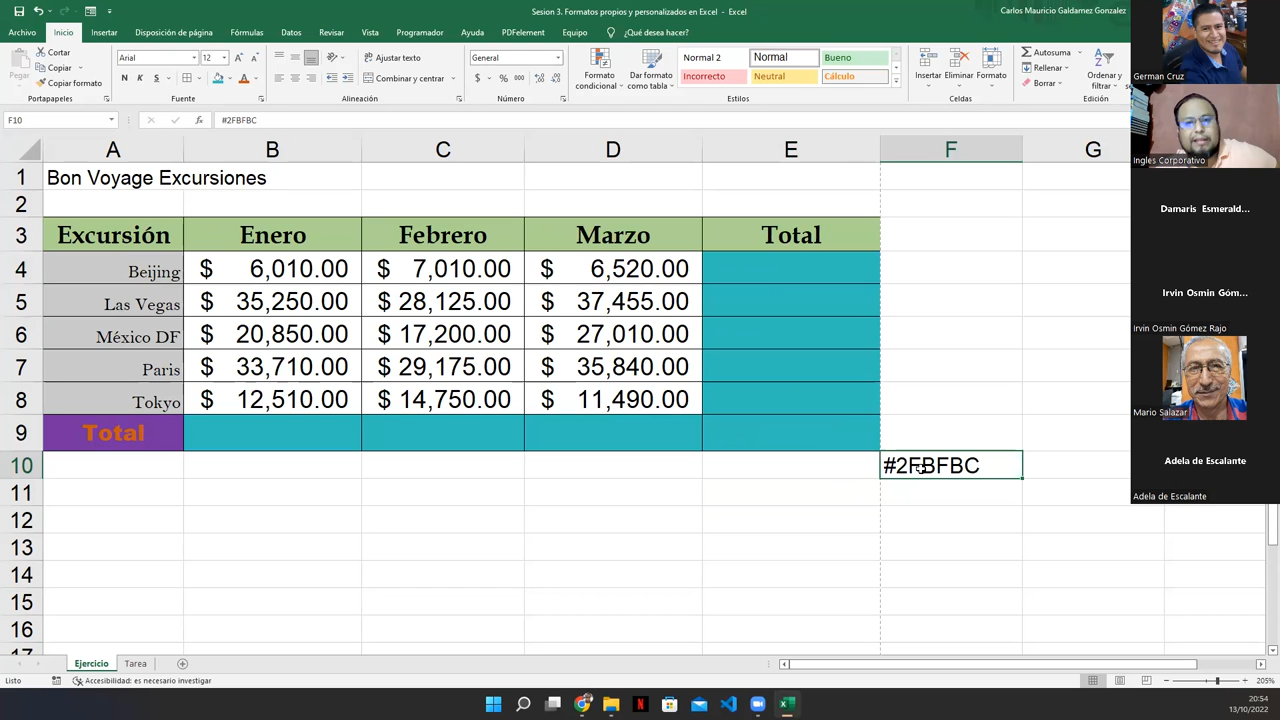 Sesion 3. Formatos propios y personalizados en Excel - Excel
Carlos Mauricio Galdamez Gonzalez
Archivo Inicio Insertar Disposición de página Fórmulas Datos Revisar Vista Programador Ayuda PDFelement Equipo ¿Qué desea hacer?
Pegar
Cortar
Copiar
Copiar formato
Portapapeles
Arial 12
N K S
Fuente
Ajustar texto
Combinar y centrar
Alineación
General
$ % 000
Número
Formato condicional
Dar formato como tabla
Normal 2 Normal Bueno
Incorrecto Neutral Cálculo
Estilos
Insertar Eliminar Formato
Celdas
Autosuma
Rellenar
Borrar
Ordenar y filtrar
Edición
F10 fx #2FBFBC
A B C D E F G
1 Bon Voyage Excursiones
2
3 Excursión Enero Febrero Marzo Total
4 Beijing $ 6,010.00 $ 7,010.00 $ 6,520.00
5 Las Vegas $ 35,250.00 $ 28,125.00 $ 37,455.00
6 México DF $ 20,850.00 $ 17,200.00 $ 27,010.00
7 Paris $ 33,710.00 $ 29,175.00 $ 35,840.00
8 Tokyo $ 12,510.00 $ 14,750.00 $ 11,490.00
9 Total
10 #2FBFBC
11
12
13
14
15
16
17
Ejercicio Tarea
Listo Accesibilidad: es necesario investigar
205%
20:54
13/10/2022
German Cruz
Ingles Corporativo
Damaris Esmerald...
Irvin Osmin Góm...
Irvin Osmin Gómez Rajo
Mario Salazar
Adela de Escalante
Adela de Escalante